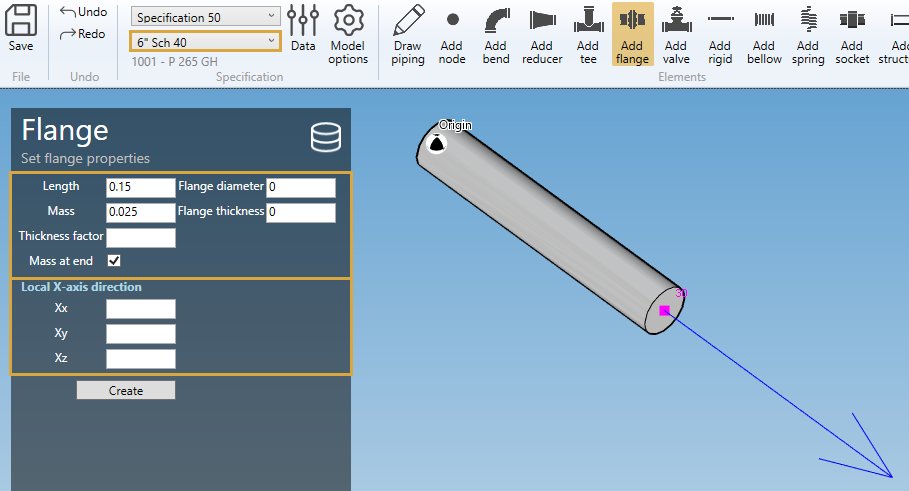 Save
Undo
Redo
Specification 50
6" Sch 40
1001 - P 265 GH
Data
Model options
Draw piping
Add node
Add bend
Add reducer
Add tee
Add flange
Add valve
Add rigid
Add bellow
Add spring
Add socket
Add
struct
File
Undo
Specification
Elements
Flange
Set flange properties
Length 0.15 Flange diameter 0
Mass 0.025 Flange thickness 0
Thickness factor
Mass at end
Local X-axis direction
Xx
Xy
Xz
Create
Origin
30